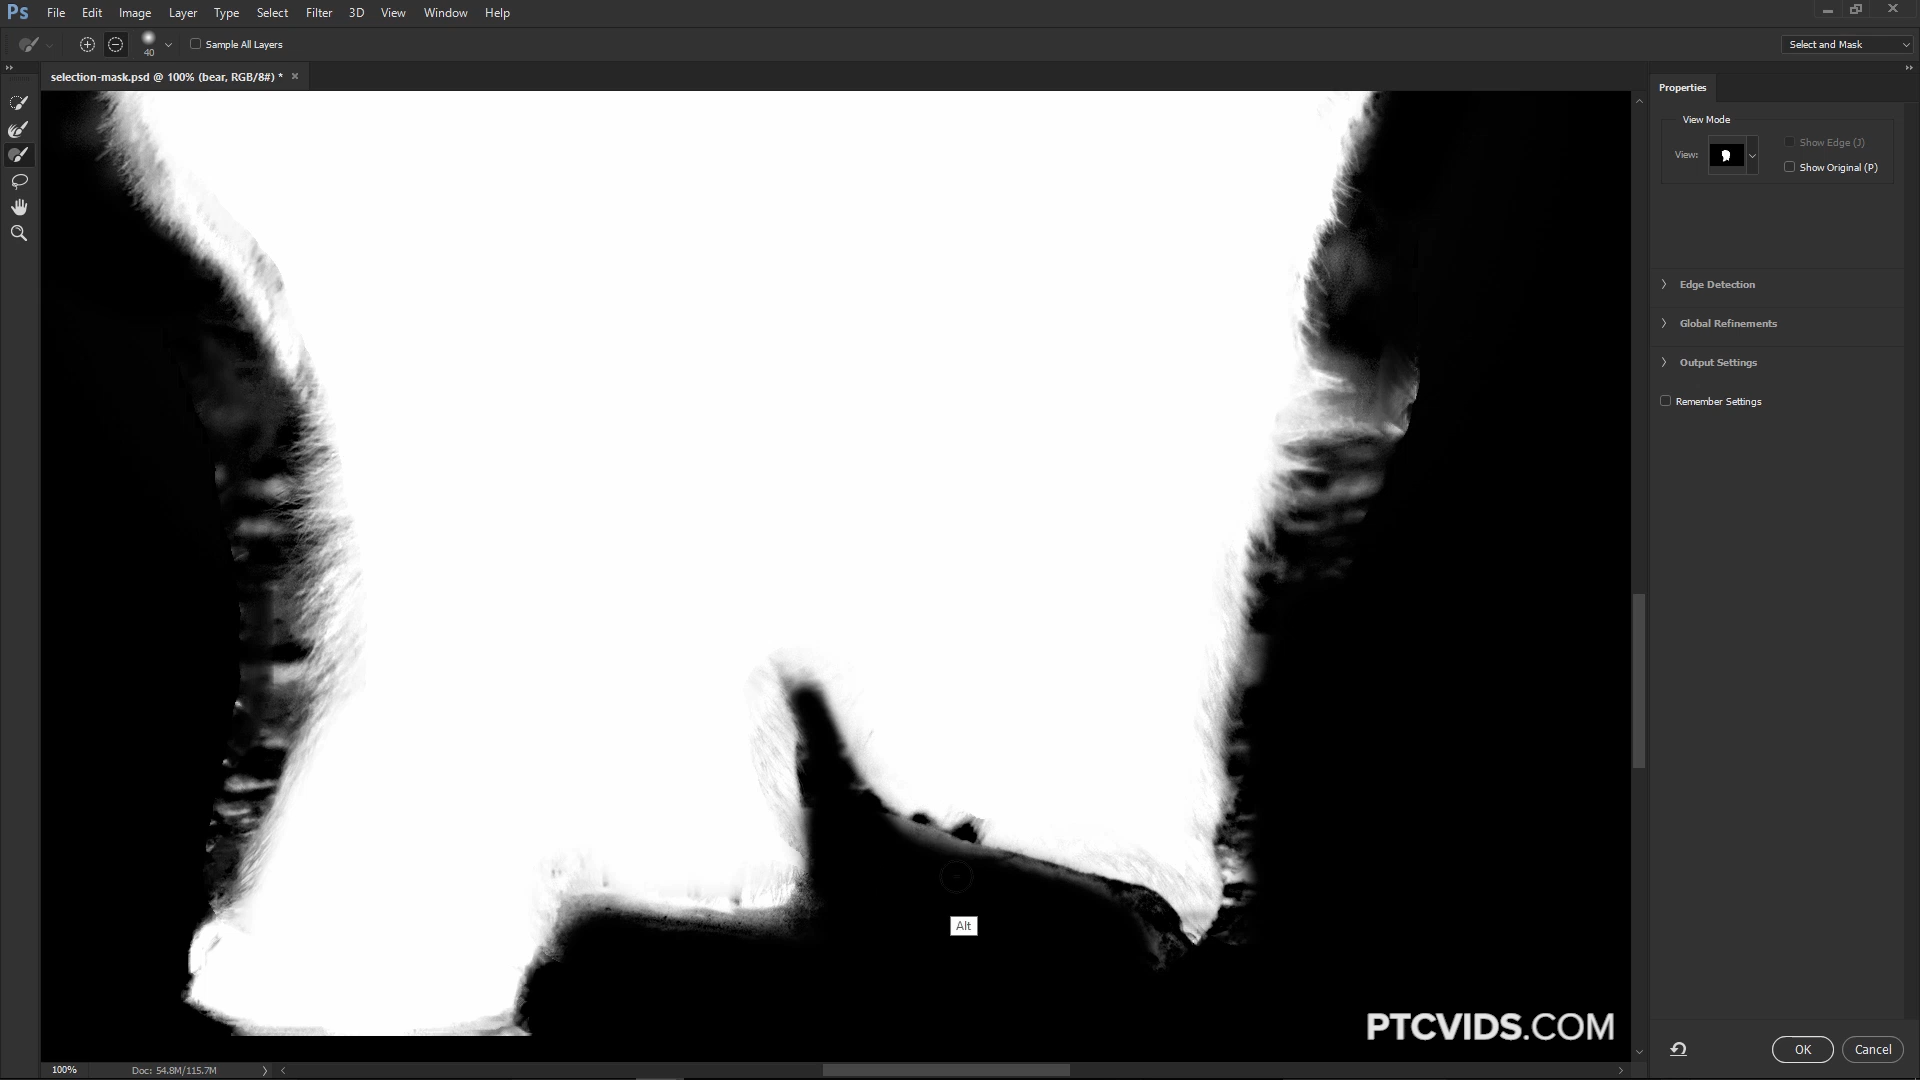 Ps File Edit Image Layer Type Select Filter 3D View Window Help
40 Sample All Layers Select and Mask
selection-mask.psd @ 100% (bear, RGB/8#) *
Properties
View Mode
Show Edge (J)
View:
Show Original (P)
Edge Detection
Global Refinements
Output Settings
Remember Settings
Alt
PTCVIDS.COM
OK Cancel
100% Doc: 54.8M/115.7M